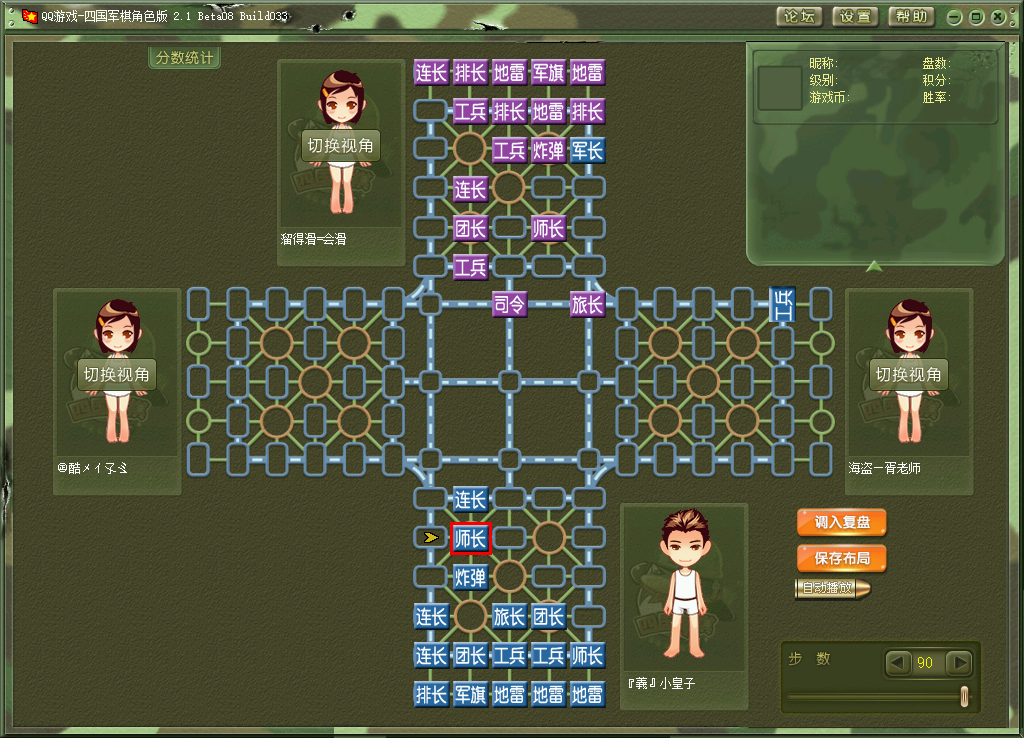 QQ游戏-四国军棋角色版 2.1 Beta08 Build033
论坛 设置 帮助
分数统计
昵称: 盘数:
级别: 积分:
游戏币: 胜率:
连长 排长 地雷 军旗 地雷
工兵 排长 地雷 排长
工兵 炸弹 军长
切换视角
连长
团长 师长
溜得滑=会滑
工兵
司令 旅长 工兵
切换视角 切换视角
海盗一胥老师
连长
师长
炸弹
连长 旅长 团长
连长 团长 工兵 工兵 师长
排长 军旗 地雷 地雷 地雷
『義』小皇子
调入复盘
保存布局
自动播放
步 数 90